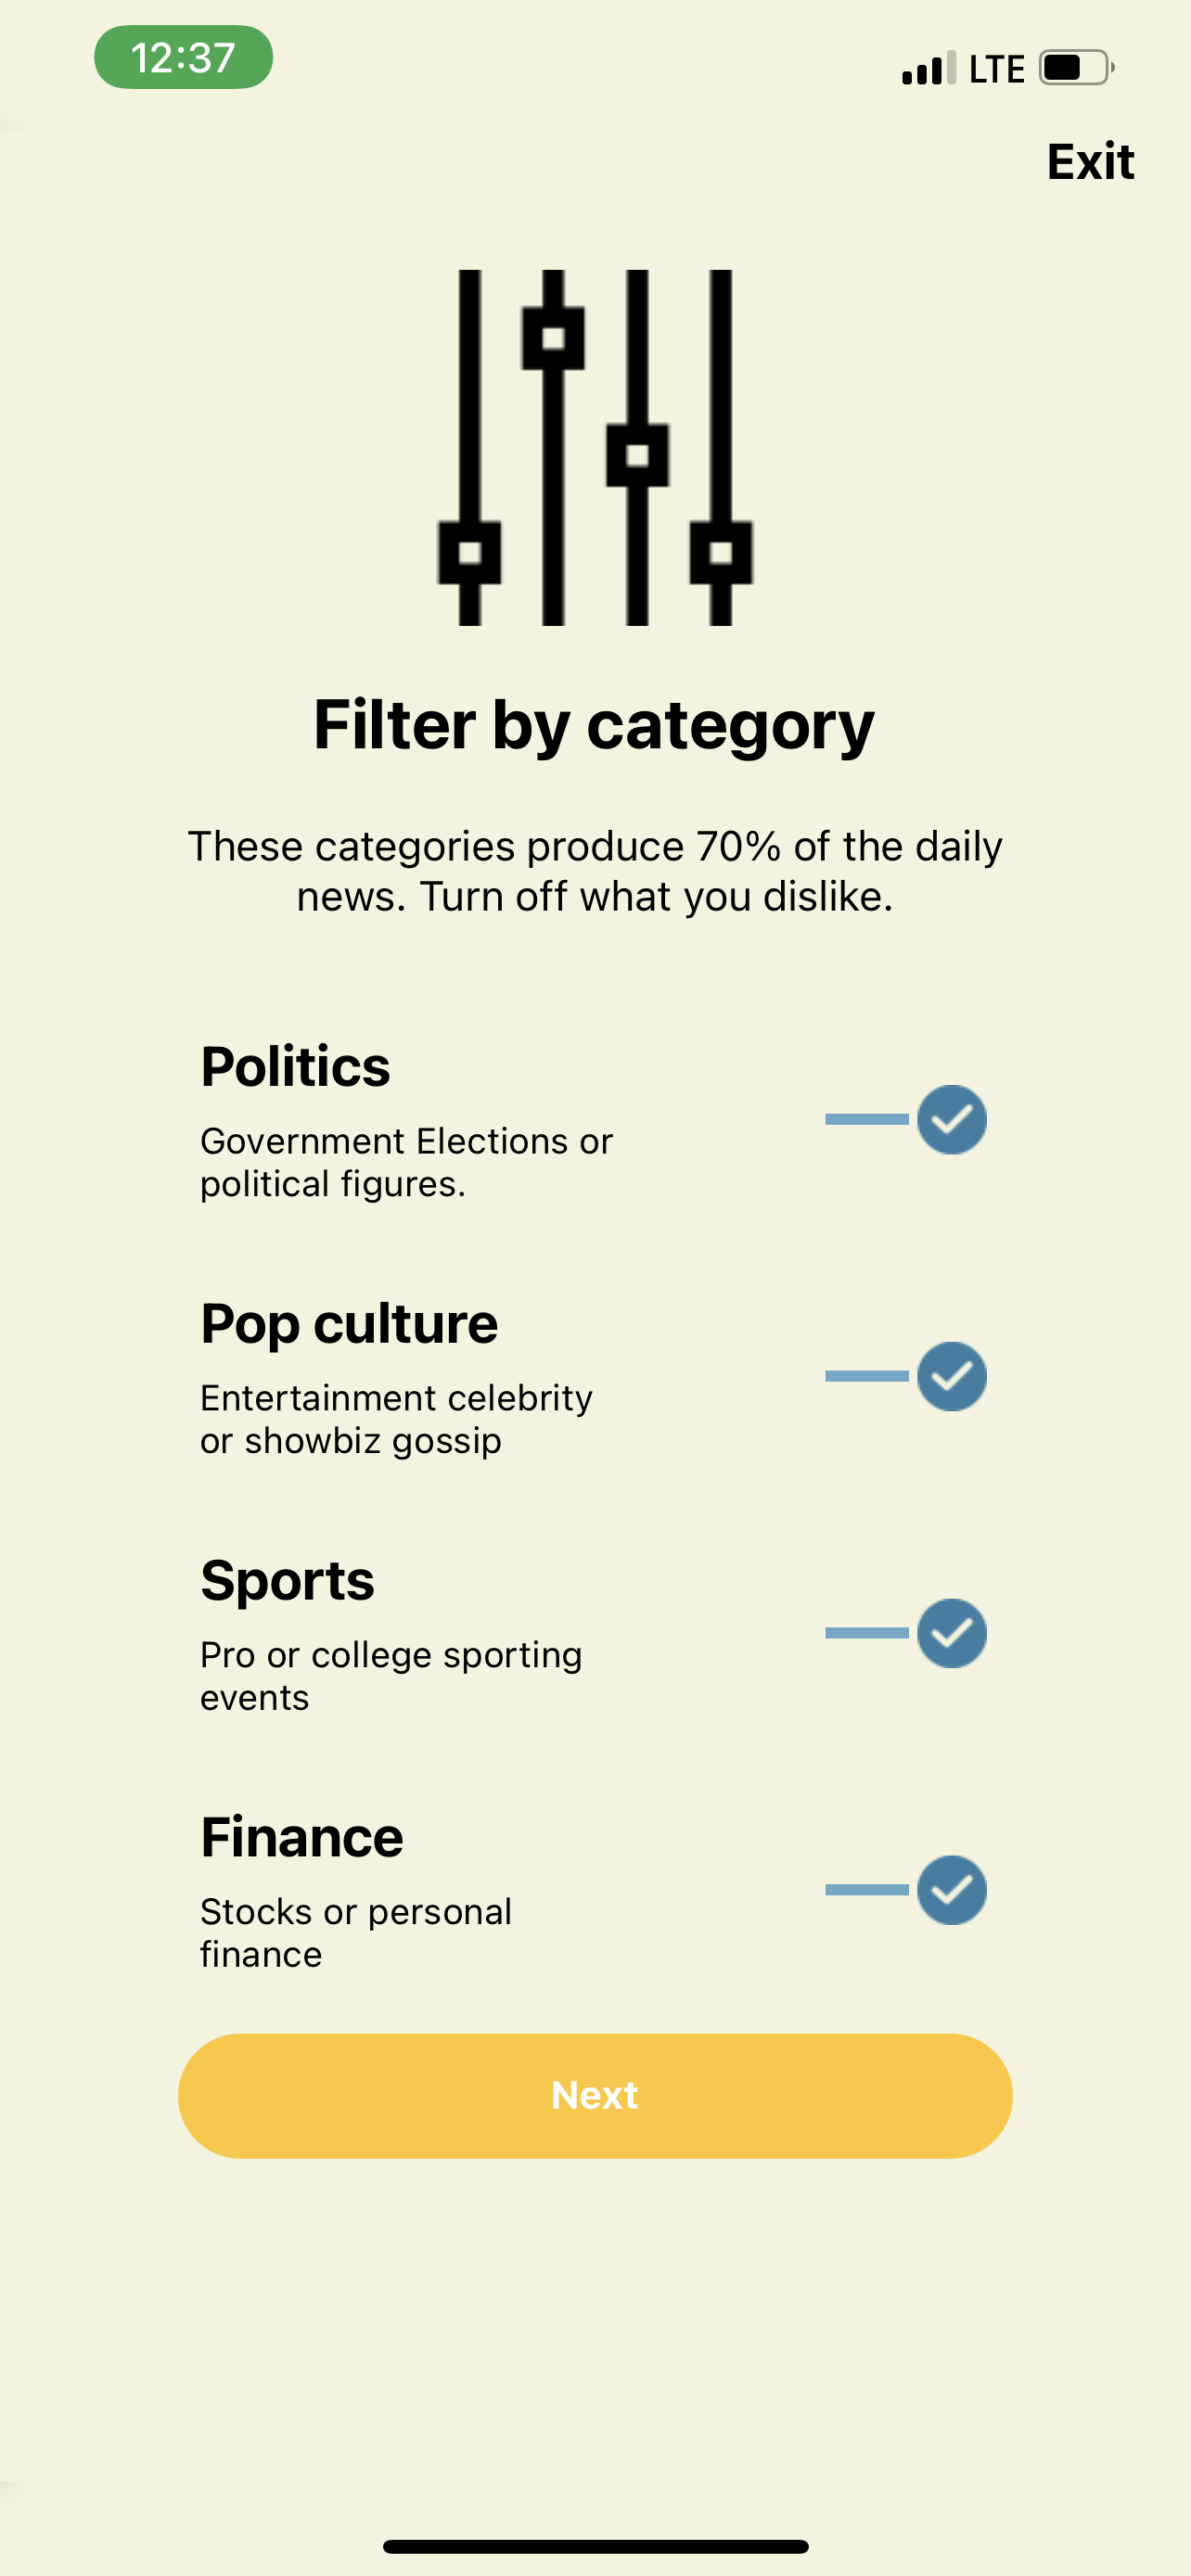 12:37
LTE
Exit
Filter by category
These categories produce 70% of the daily
news. Turn off what you dislike.
Politics
Government Elections or
political figures.
Pop culture
Entertainment celebrity
or showbiz gossip
Sports
Pro or college sporting
events
Finance
Stocks or personal
finance
Next